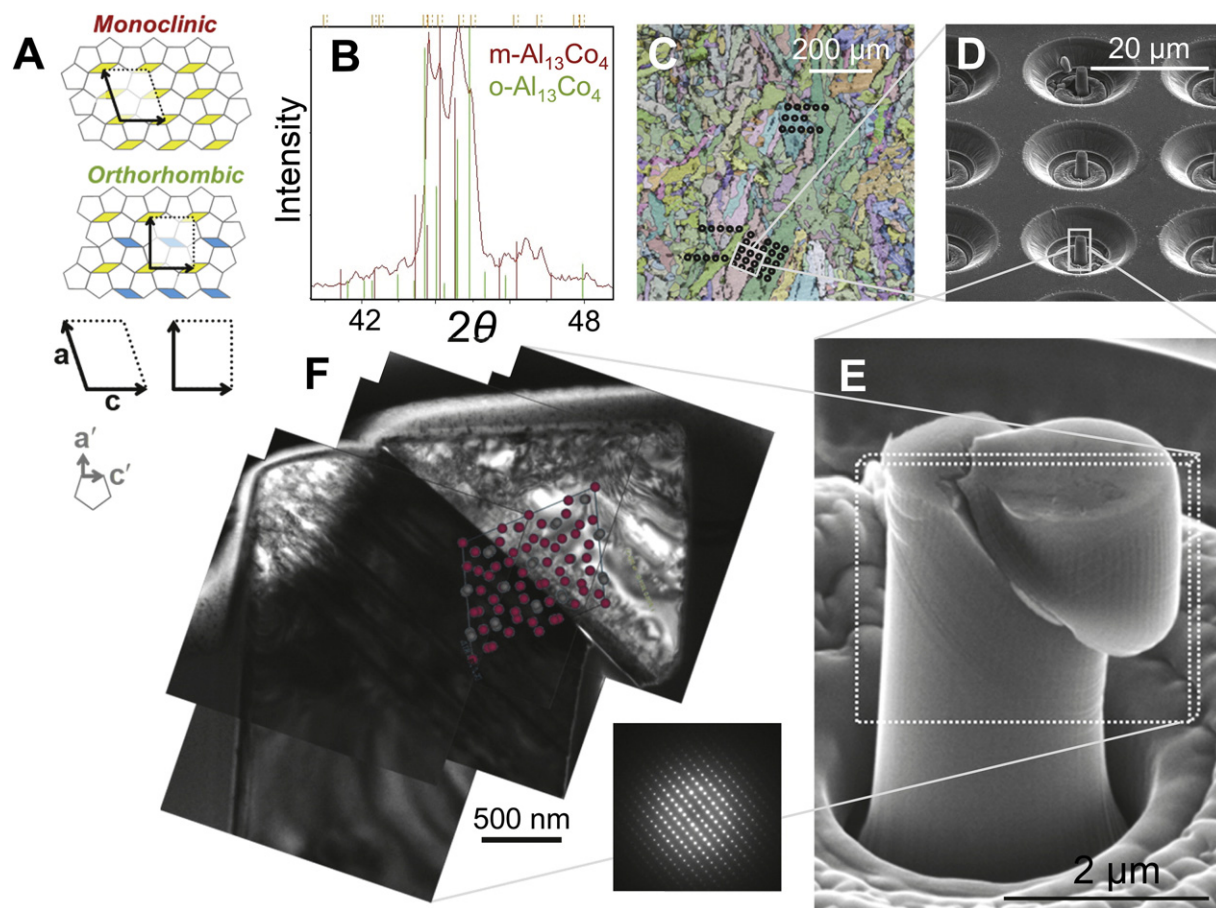 A
Monoclinic
Orthorhombic
a
c
a′
c′
B
m-Al13Co4
o-Al13Co4
Intensity
42
2θ
48
C
200 µm
D
20 µm
E
2 µm
F
500 nm